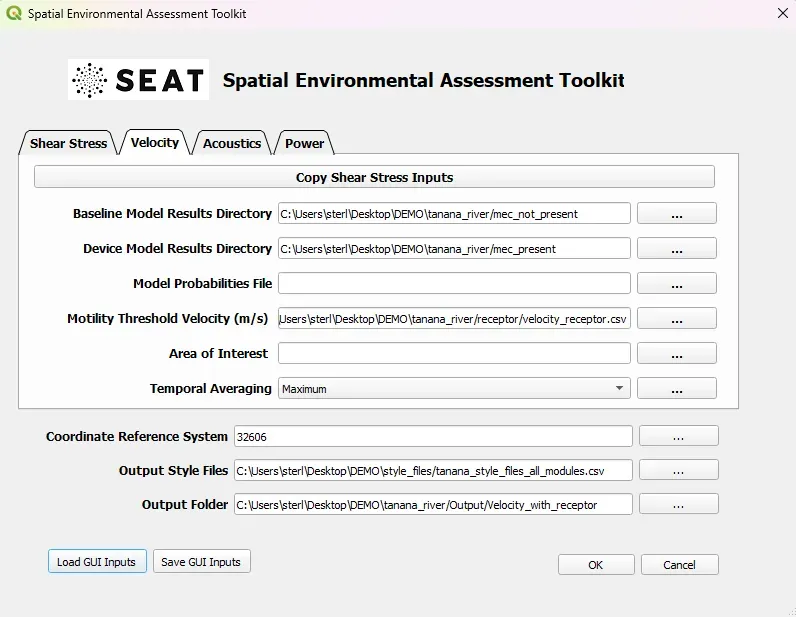 Spatial Environmental Assessment Toolkit
SEAT Spatial Environmental Assessment Toolkit
Shear Stress Velocity Acoustics Power
Copy Shear Stress Inputs
Baseline Model Results Directory C:\Users\sterl\Desktop\DEMO\tanana_river/mec_not_present ...
Device Model Results Directory C:\Users\sterl\Desktop\DEMO\tanana_river/mec_present ...
Model Probabilities File ...
Motility Threshold Velocity (m/s) Users\sterl\Desktop\DEMO\tanana_river/receptor/velocity_receptor.csv ...
Area of Interest ...
Temporal Averaging Maximum ...
Coordinate Reference System 32606 ...
Output Style Files C:\Users\sterl\Desktop\DEMO\style_files/tanana_style_files_all_modules.csv ...
Output Folder C:\Users\sterl\Desktop\DEMO\tanana_river/Output/Velocity_with_receptor ...
Load GUI Inputs Save GUI Inputs OK Cancel